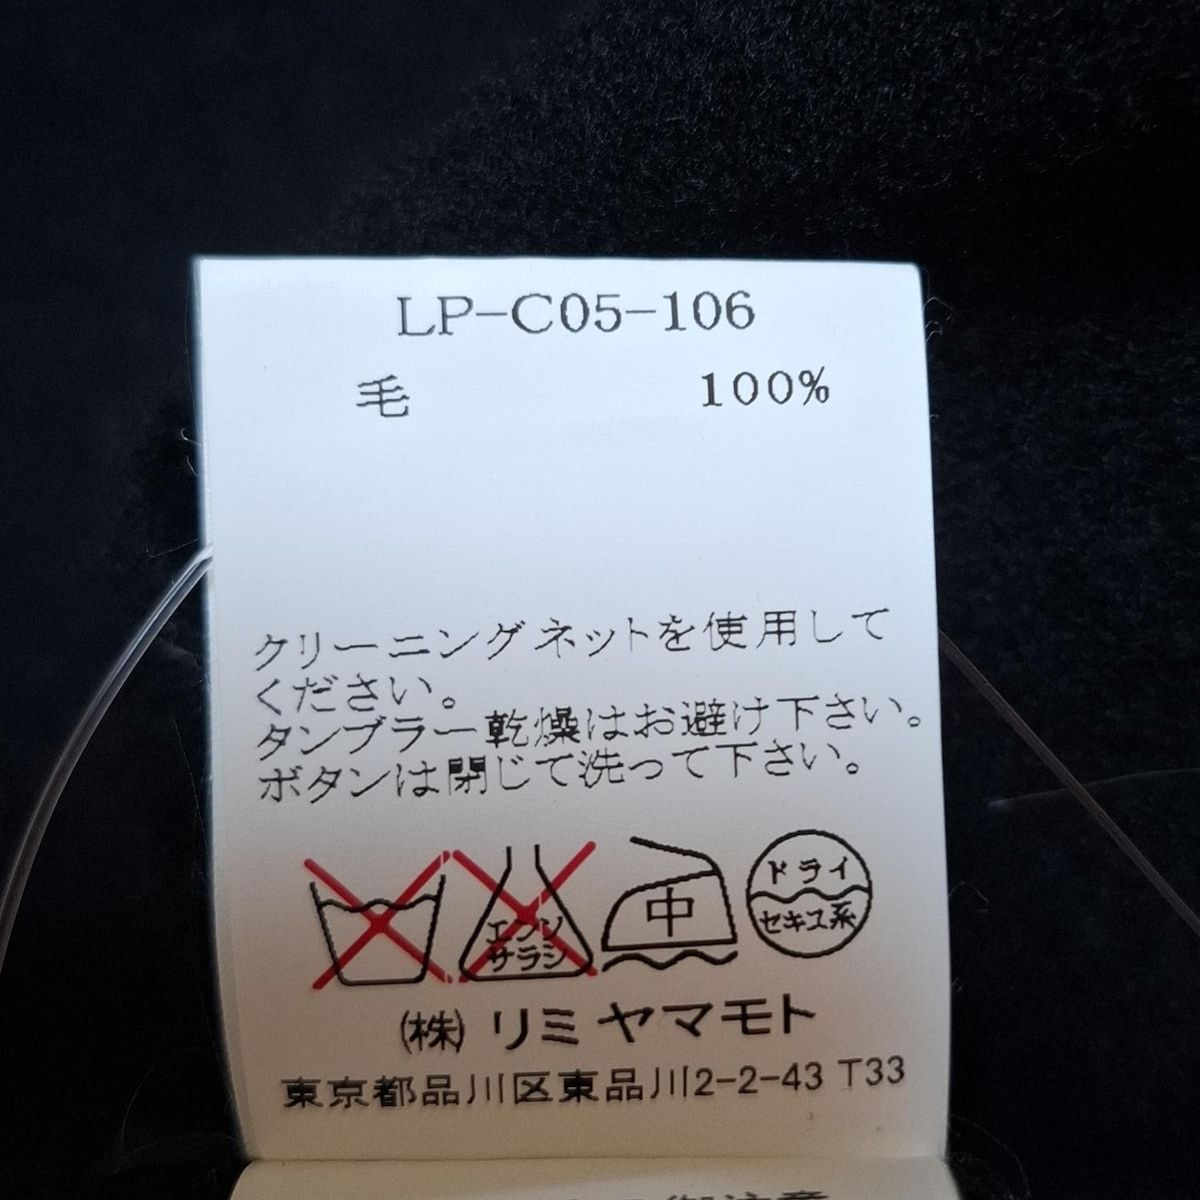 LP-C05-106
毛 100%
クリーニングネットを使用して
ください。
タンブラー乾燥はお避け下さい。
ボタンは閉じて洗って下さい。
エンソ
サラシ
中
ドライ
セキユ系
(株) リミ ヤマモト
東京都品川区東品川2-2-43 T33